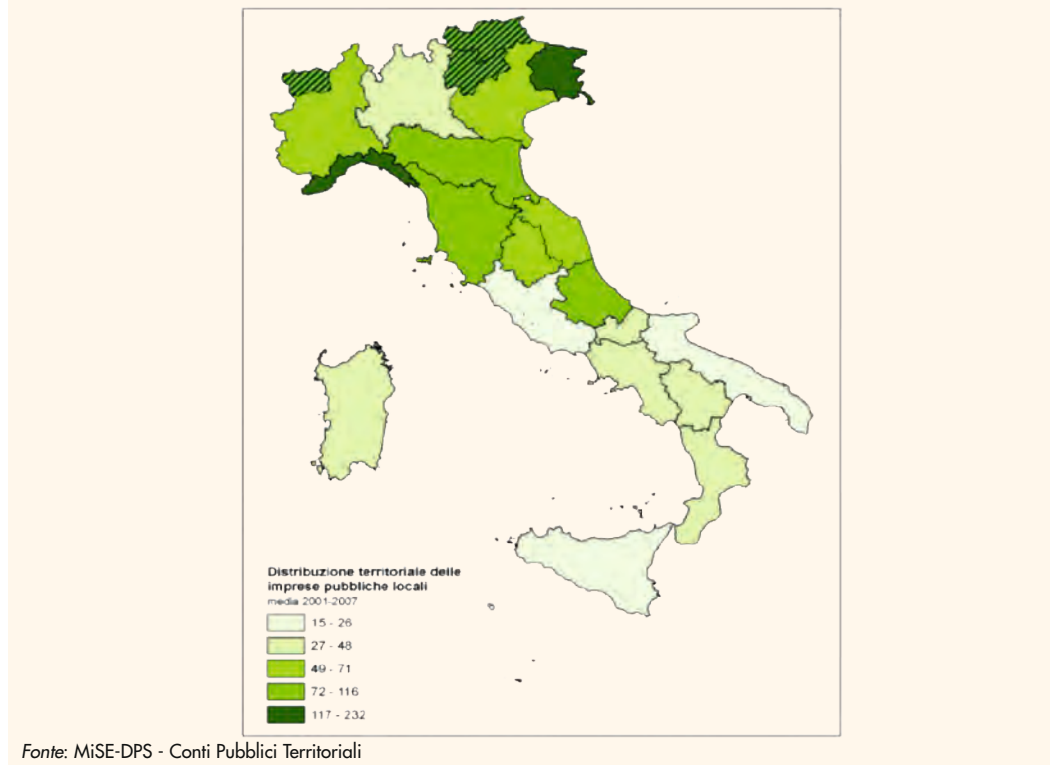 Distribuzione territoriale delle
imprese pubbliche locali
media 2001-2007
15 - 26
27 - 48
49 - 71
72 - 116
117 - 232
Fonte: MiSE-DPS - Conti Pubblici Territoriali